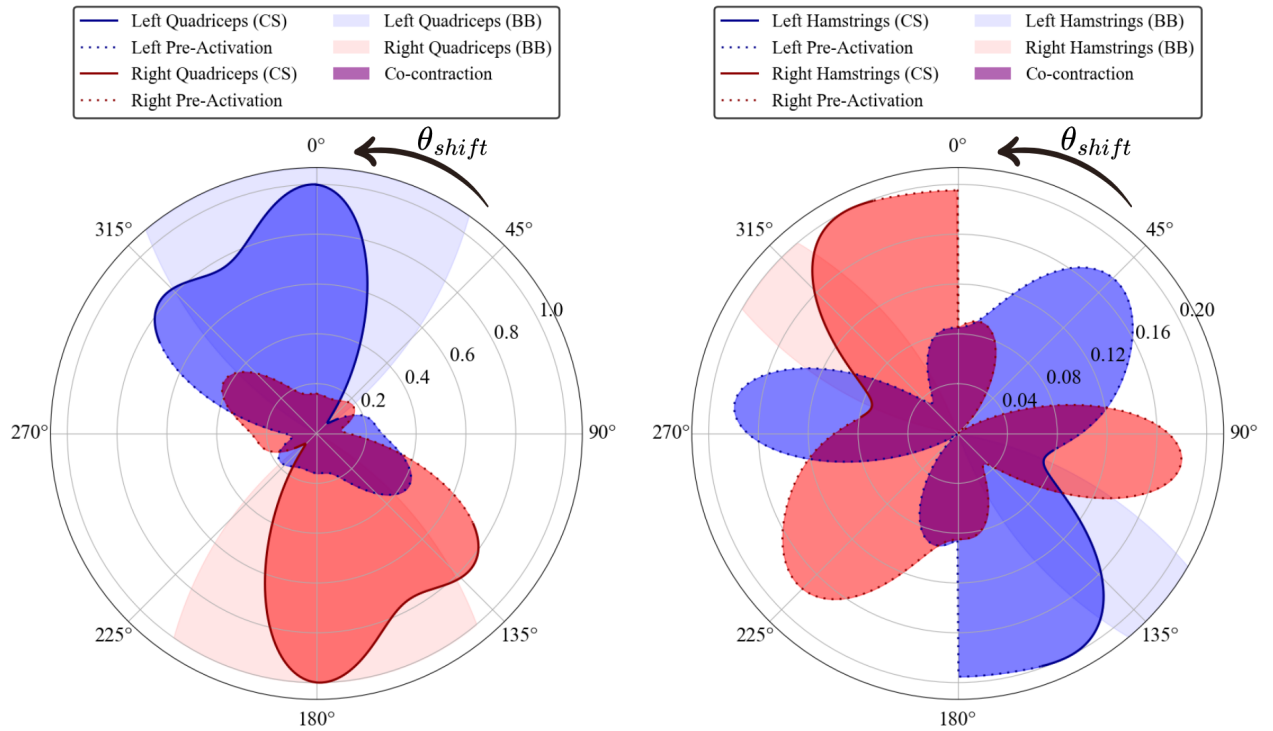 Left Quadriceps (CS)
Left Pre-Activation
Right Quadriceps (CS)
Right Pre-Activation
Left Quadriceps (BB)
Right Quadriceps (BB)
Co-contraction
θshift
0°
45°
90°
135°
180°
225°
270°
315°
0.2
0.4
0.6
0.8
1.0
Left Hamstrings (CS)
Left Pre-Activation
Right Hamstrings (CS)
Right Pre-Activation
Left Hamstrings (BB)
Right Hamstrings (BB)
Co-contraction
θshift
0°
45°
90°
135°
180°
225°
270°
315°
0.04
0.08
0.12
0.16
0.20